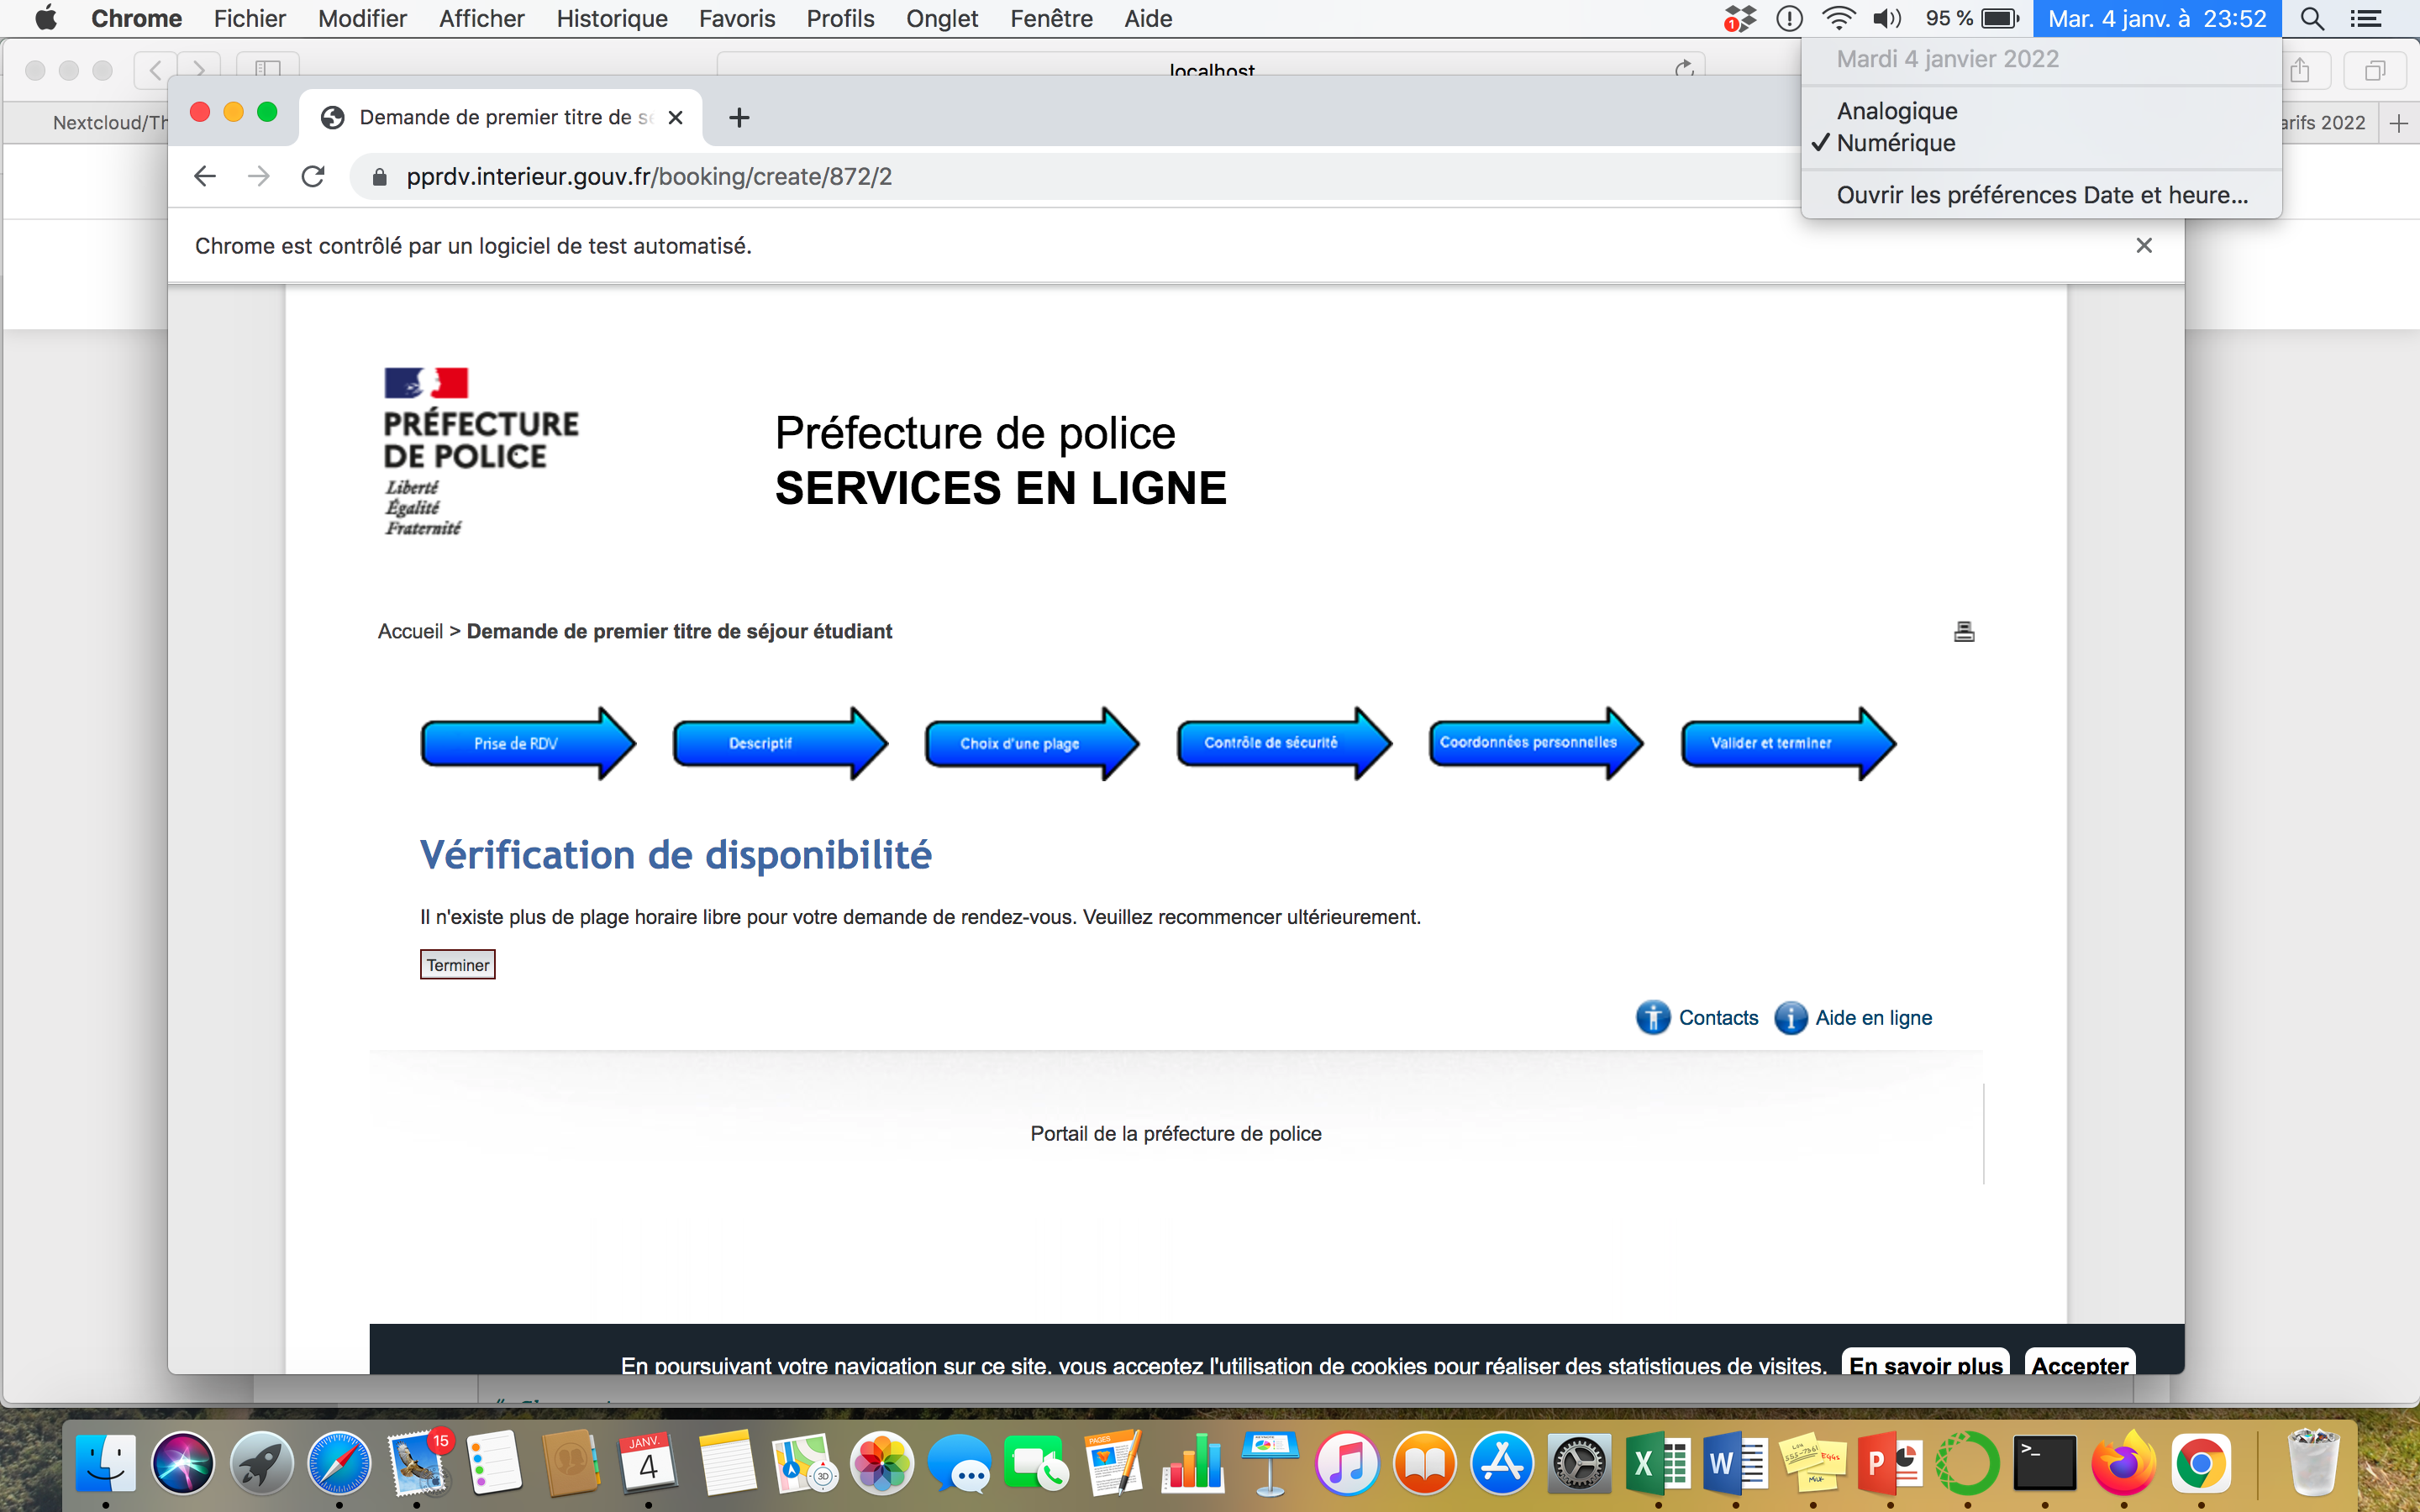 Chrome Fichier Modifier Afficher Historique Favoris Profils Onglet Fenêtre Aide 1 95 % Mar. 4 janv. à 23:52
Mardi 4 janvier 2022
Analogique
✓ Numérique
Ouvrir les préférences Date et heure...
localhost
Nextcloud/Th
arifs 2022
Demande de premier titre de s
pprdv.interieur.gouv.fr/booking/create/872/2
Chrome est contrôlé par un logiciel de test automatisé.
PRÉFECTURE
DE POLICE
Liberté
Égalité
Fraternité
Préfecture de police
SERVICES EN LIGNE
Accueil > Demande de premier titre de séjour étudiant
Prise de RDV
Descriptif
Choix d'une plage
Contrôle de sécurité
Coordonnées personnelles
Valider et terminer
Vérification de disponibilité
Il n'existe plus de plage horaire libre pour votre demande de rendez-vous. Veuillez recommencer ultérieurement.
Terminer
Contacts
Aide en ligne
Portail de la préfecture de police
En poursuivant votre navigation sur ce site, vous acceptez l'utilisation de cookies pour réaliser des statistiques de visites. En savoir plus Accepter
15
JANV.
4
3D
PAGES
X
W
EGGS
MILK
P
>_